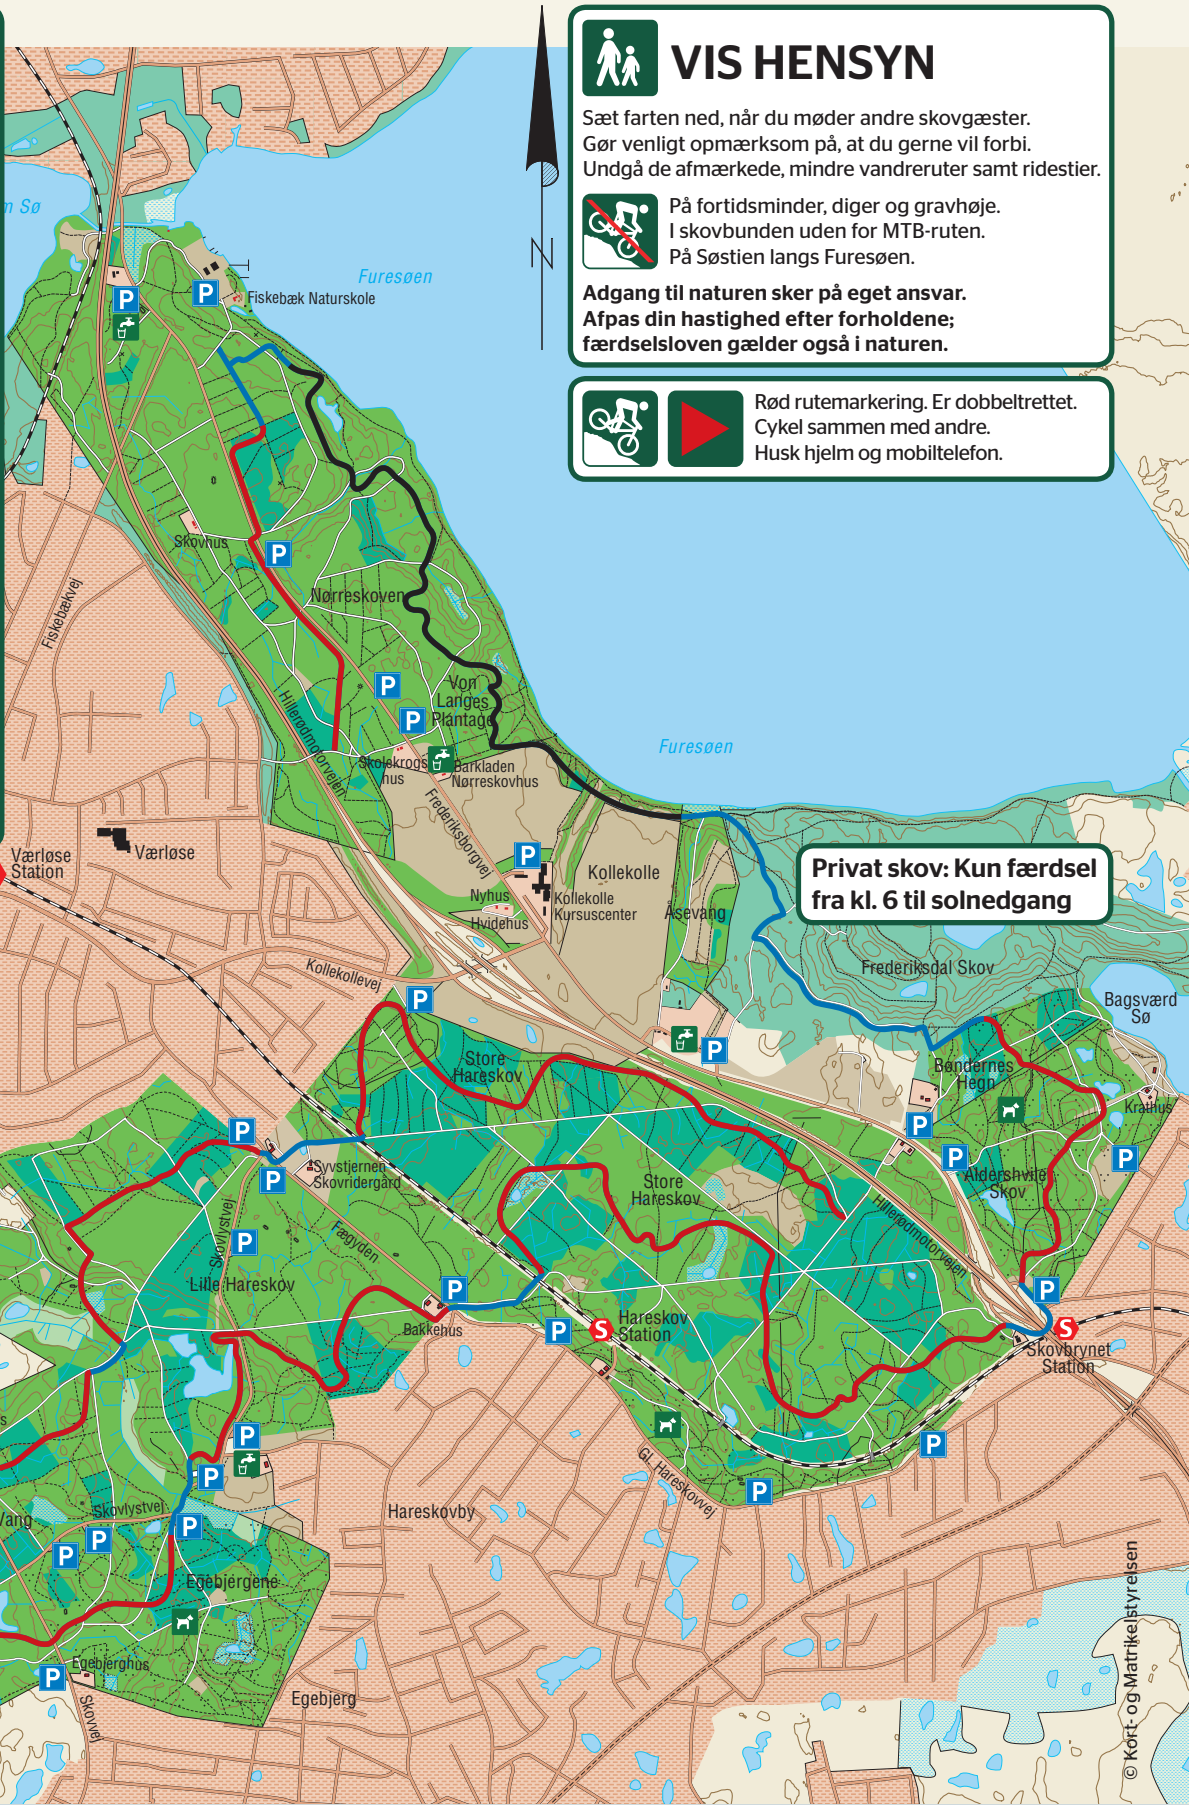 VIS HENSYN
Sæt farten ned, når du møder andre skovgæster.
Gør venligt opmærksom på, at du gerne vil forbi.
Undgå de afmærkede, mindre vandreruter samt ridestier.
På fortidsminder, diger og gravhøje.
I skovbunden uden for MTB-ruten.
På Søstien langs Furesøen.
Adgang til naturen sker på eget ansvar.
Afpas din hastighed efter forholdene;
færdselsloven gælder også i naturen.
Rød rutemarkering. Er dobbeltrettet.
Cykel sammen med andre.
Husk hjelm og mobiltelefon.
N
m Sø
Furesøen
P
P
Fiskebæk Naturskole
Skovhus
P
Nørreskoven
Fiskebækvej
P
Von
Langes
Plantage
P
Hillerødmotorvejen
Skolekrogs
hus
Barkladen
Nørreskovhus
Furesøen
Frederiksborgvej
Værløse
Værløse
Station
P
Kollekolle
Nyhus
Hvidehus
Kollekolle
Kursuscenter
Åsevang
Privat skov: Kun færdsel
fra kl. 6 til solnedgang
Frederiksdal Skov
Kollekollevej
P
Bagsværd
Sø
P
Store
Hareskov
Bøndernes
Hegn
Krathus
P
P
P
P
Syvstjernen
Skovridergård
P
Store
Hareskov
Aldershvile
Skov
Skovlystvej
P
Fægyden
Hillerødmotorvejen
Lille Hareskov
P
P
Bakkehus
P
S
Hareskov
Station
S
Skovbrynet
Station
P
P
P
P
Gl. Hareskovvej
s
Vang
Skovlystvej
P
P
P
Hareskovby
Egebjergene
Egebjerghus
P
Skovvej
Egebjerg
© Kort- og Matrikelstyrelsen